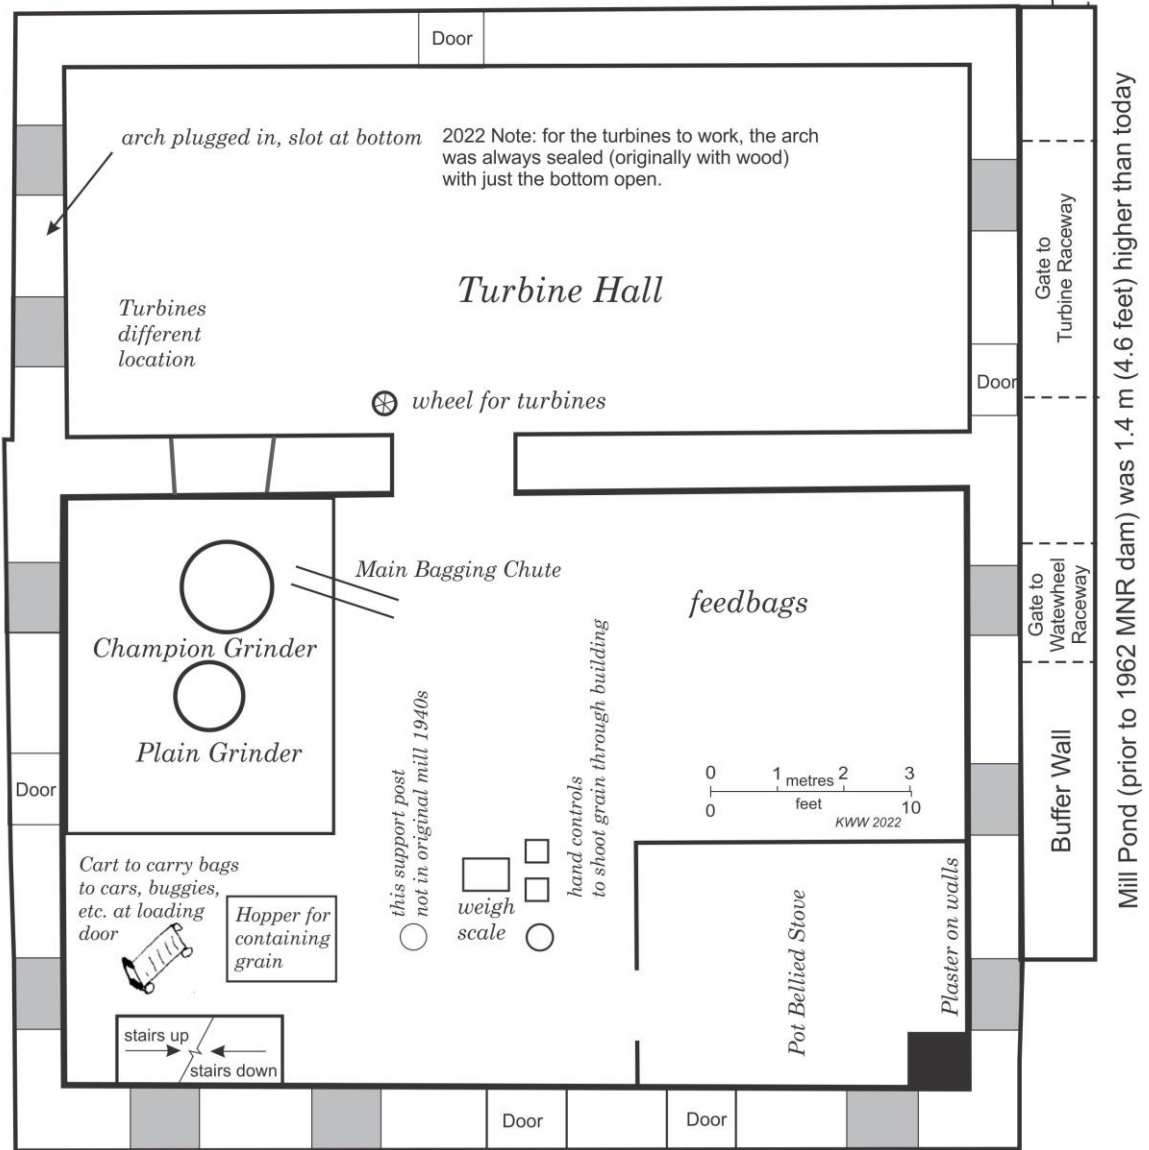 Door
arch plugged in, slot at bottom
2022 Note: for the turbines to work, the arch
was always sealed (originally with wood)
with just the bottom open.
Turbine Hall
Turbines
different
location
wheel for turbines
Door
Gate to
Turbine Raceway
Mill Pond (prior to 1962 MNR dam) was 1.4 m (4.6 feet) higher than today
Main Bagging Chute
feedbags
Champion Grinder
Plain Grinder
Gate to
Watewheel
Raceway
Buffer Wall
Door
this support post
not in original mill 1940s
hand controls
to shoot grain through building
0 1 metres 2 3
0 feet 10
KWW 2022
Cart to carry bags
to cars, buggies,
etc. at loading
door
Hopper for
containing
grain
weigh
scale
Pot Bellied Stove
Plaster on walls
stairs up
stairs down
Door
Door